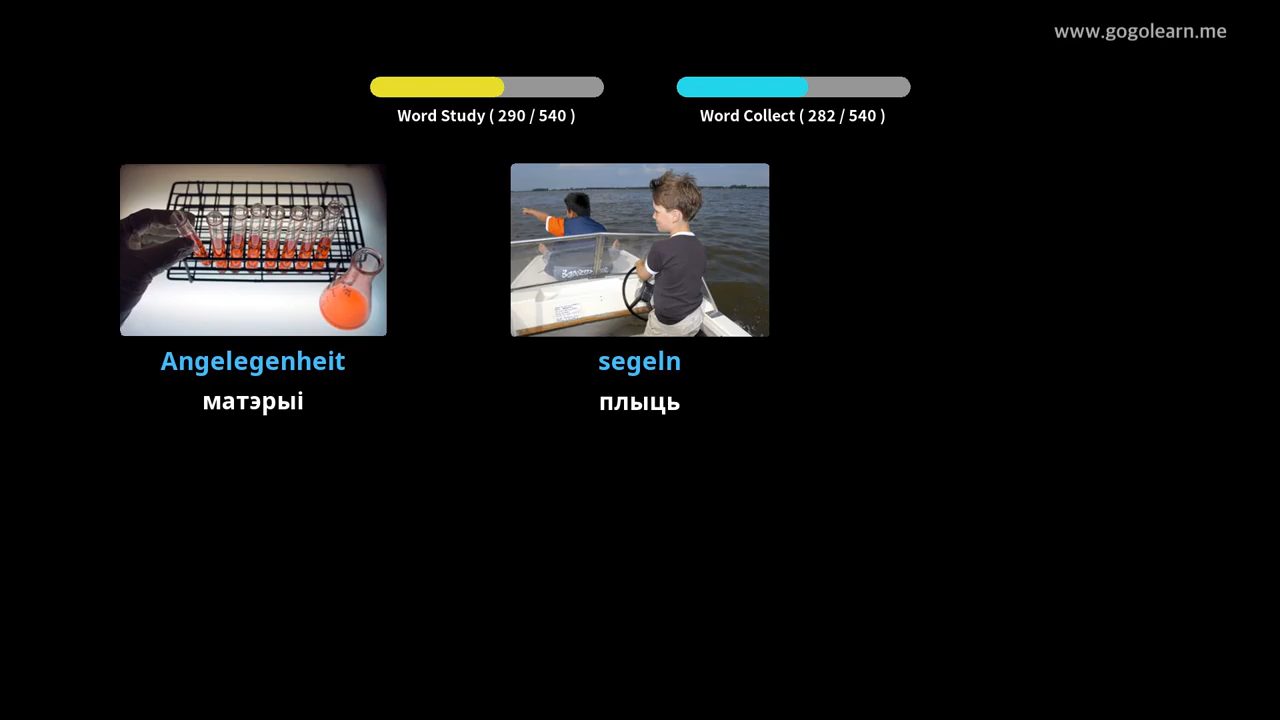 www.gogolearn.me
Word Study ( 290 / 540 )
Word Collect ( 282 / 540 )
Angelegenheit
матэрыі
segeln
плыць